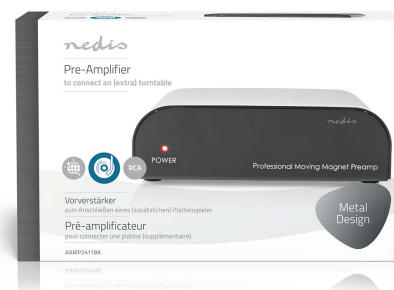 nedis
Pre-Amplifier
to connect an (extra) turntable
nedis
RCA
POWER
Professional Moving Magnet Preamp
Vorverstärker
zum Anschließen eines (zusätzlichen) Plattenspieler
Metal
Design
Pré-amplificateur
pour connecter une platine (supplémentaire)
AAMP24118BK